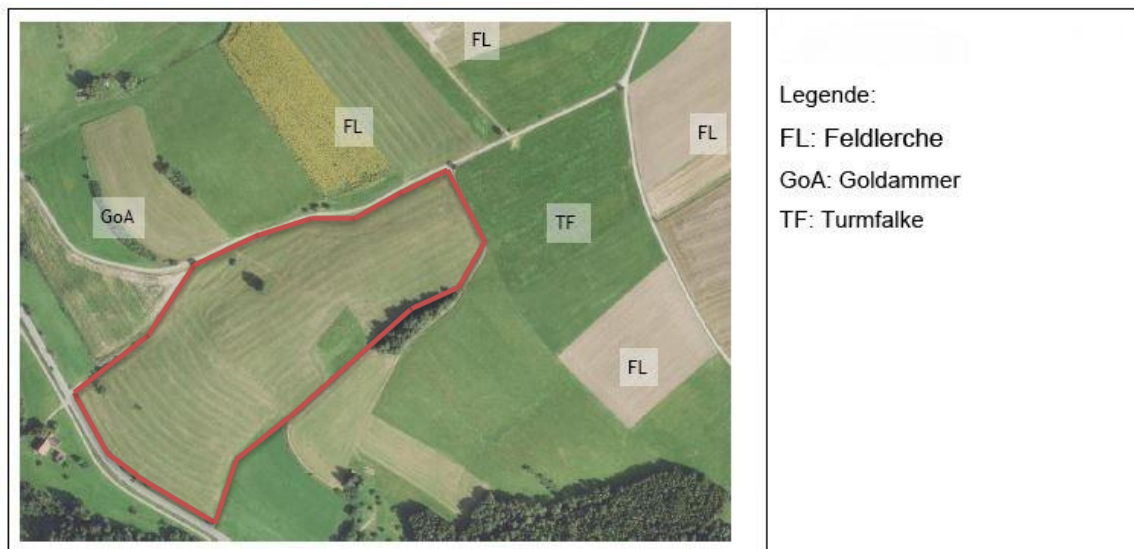 FL
FL
FL
GoA
TF
FL
Legende:
FL: Feldlerche
GoA: Goldammer
TF: Turmfalke